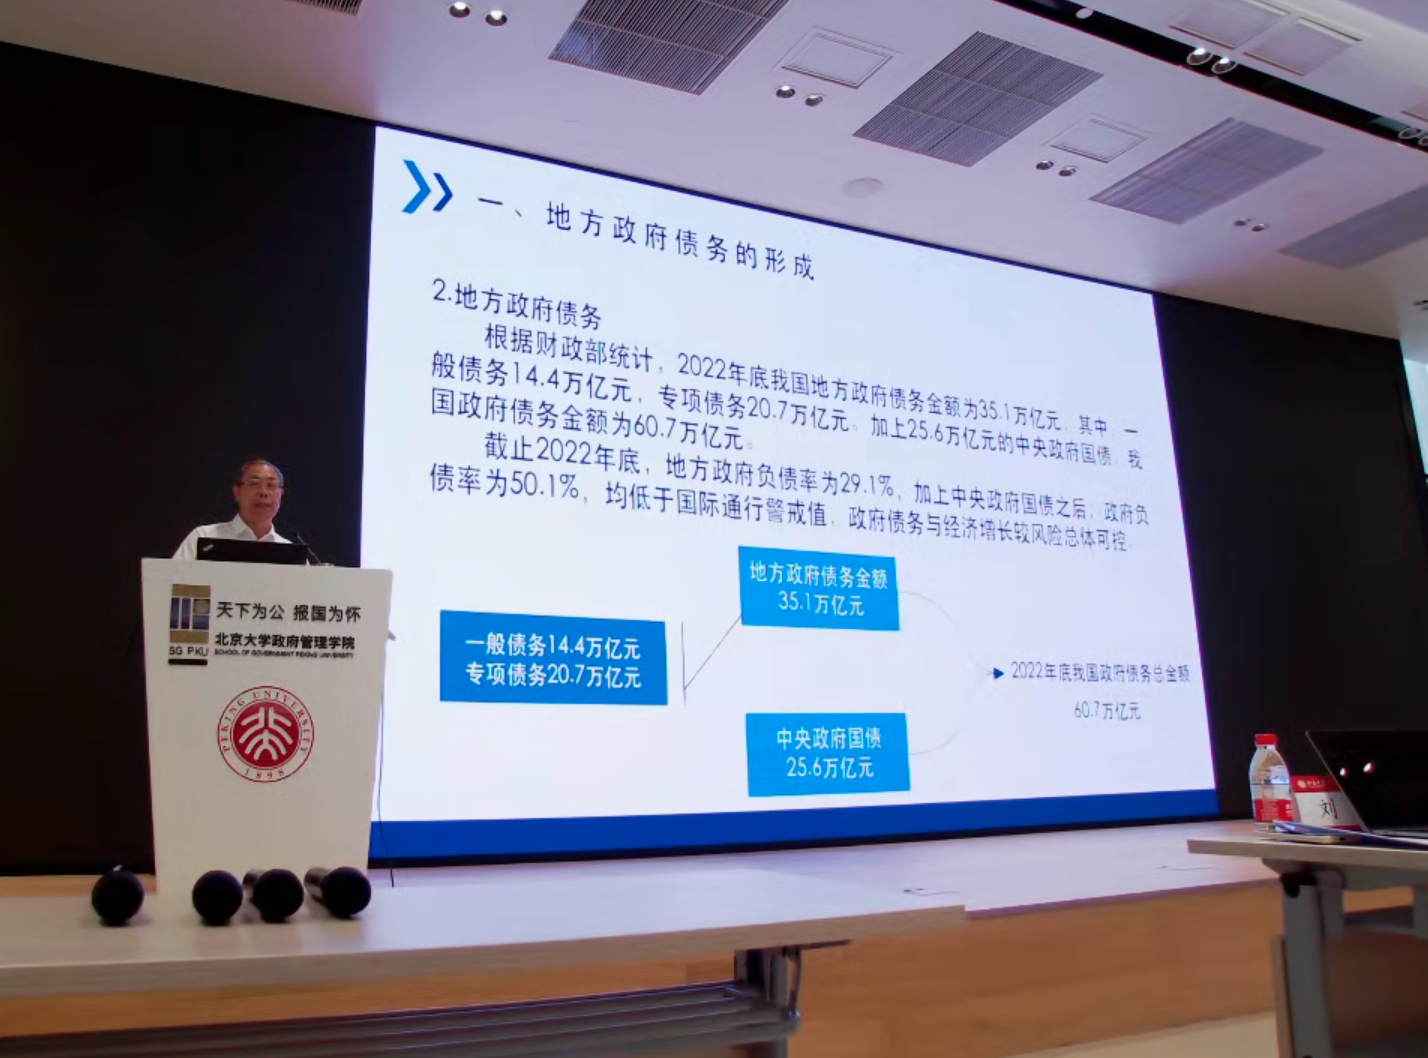 一、地方政府债务的形成
2.地方政府债务
根据财政部统计，2022年底我国地方政府债务金额为35.1万亿元，其中，一
般债务14.4万亿元，专项债务20.7万亿元。加上25.6万亿元的中央政府国债，我
国政府债务金额为60.7万亿元。
截止2022年底，地方政府负债率为29.1%，加上中央政府国债之后，政府负
债率为50.1%，均低于国际通行警戒值，政府债务与经济增长较风险总体可控。
地方政府债务金额
35.1万亿元
一般债务14.4万亿元
专项债务20.7万亿元
2022年底我国政府债务总金额
60.7万亿元
中央政府国债
25.6万亿元
天下为公 报国为怀
北京大学政府管理学院
SCHOOL OF GOVERNMENT PEKING UNIVERSITY
SG PKU
PEKING UNIVERSITY
1898
刘